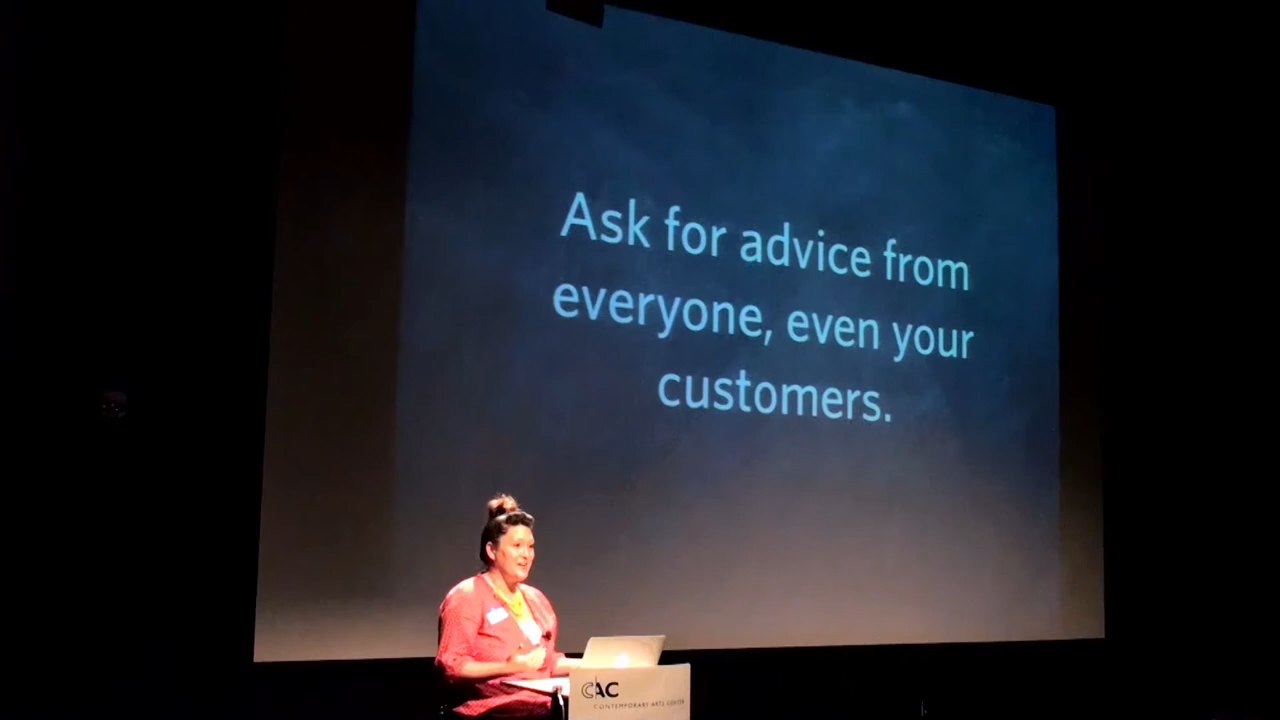 Ask for advice from
everyone, even your
customers.
CAC
CONTEMPORARY ARTS CENTER